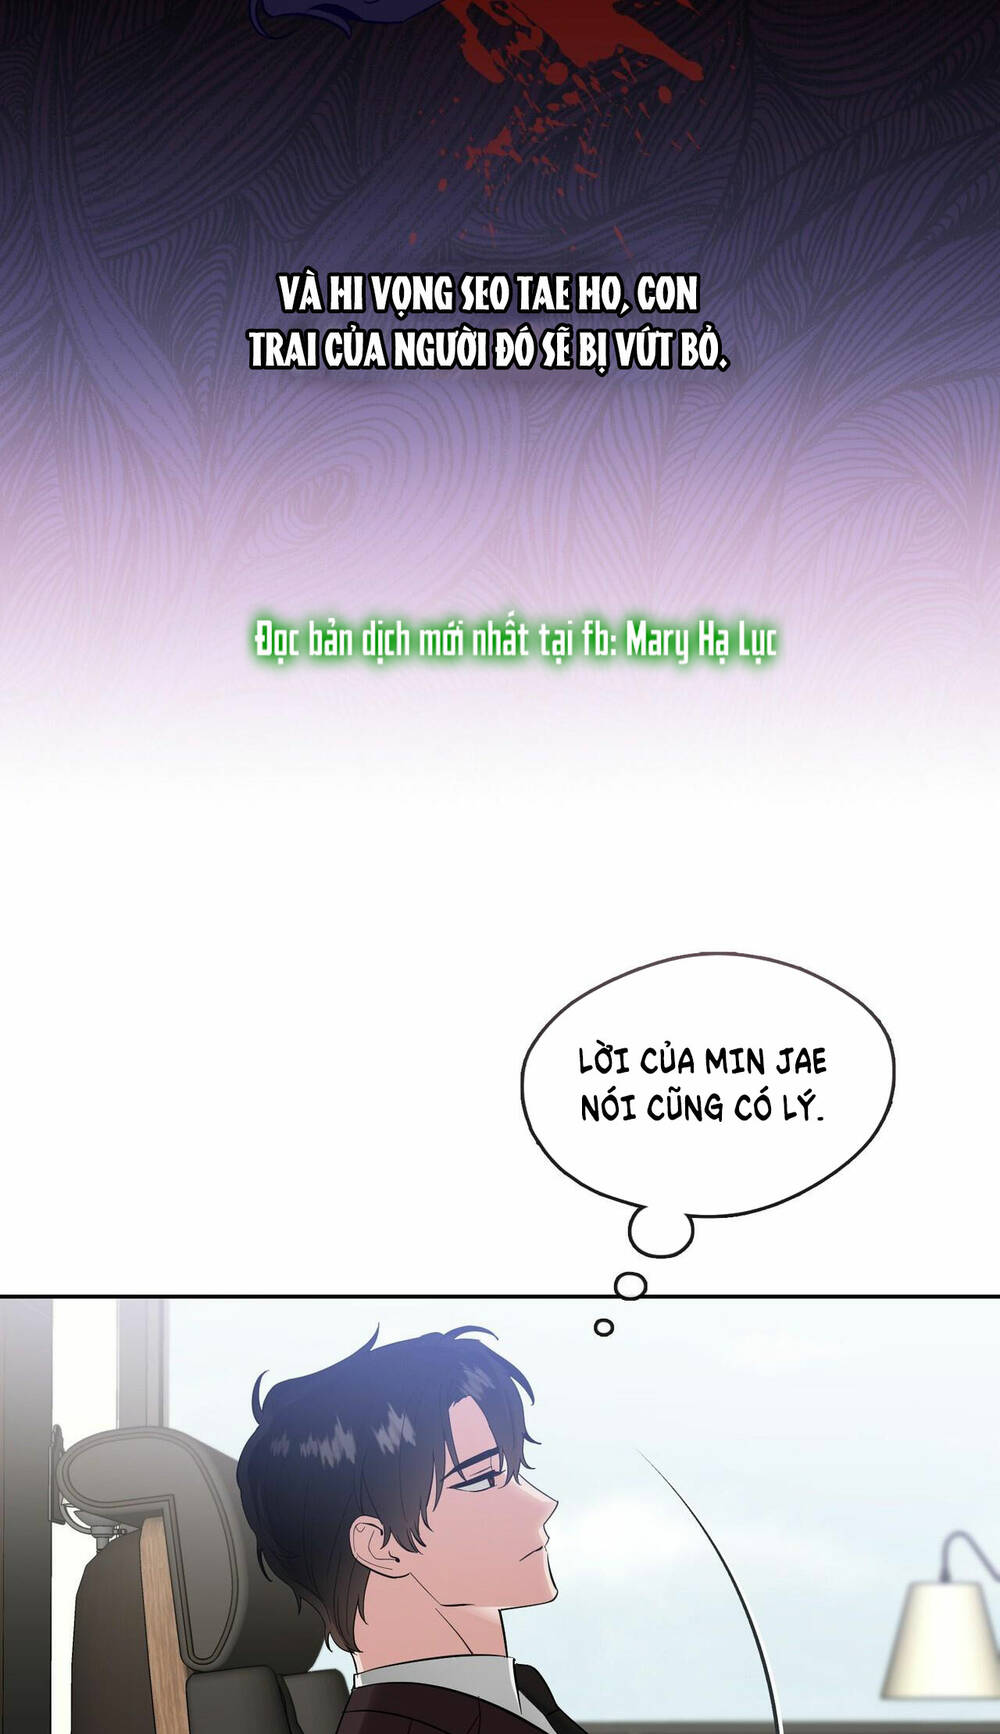 VÀ HI VỌNG SEO TAE HO, CON
TRAI CỦA NGƯỜI ĐÓ SẼ BỊ VỨT BỎ.
Đọc bản dịch mới nhất tại fb: Mary Hạ Lục
LỜI CỦA MIN JAE
NÓI CŨNG CÓ LÝ.